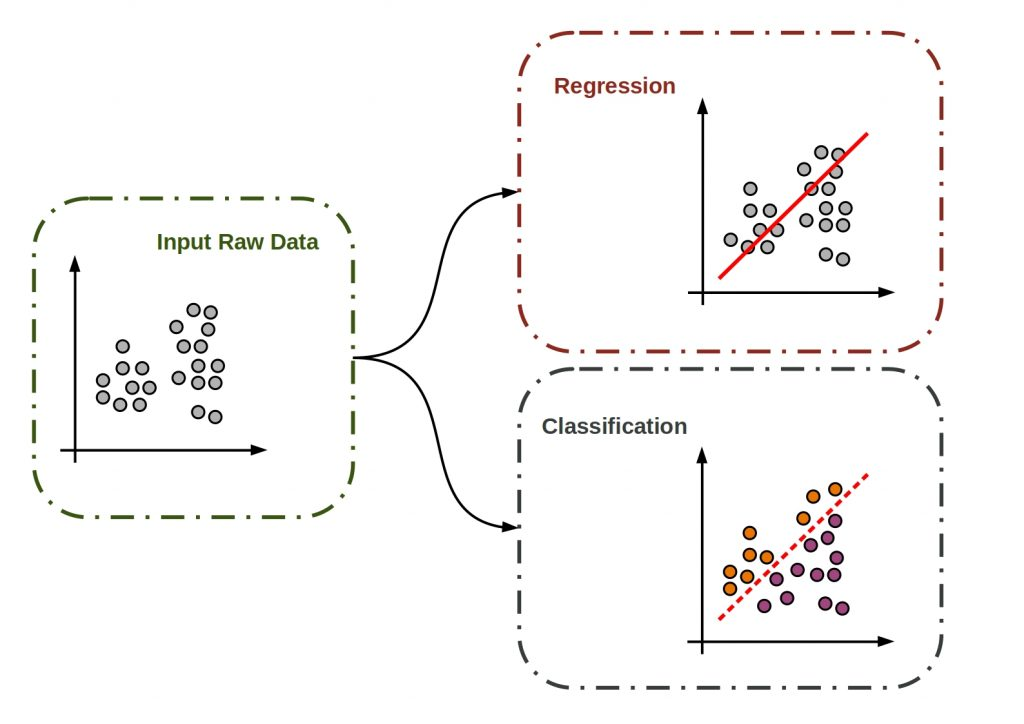 Regression
Input Raw Data
Classification